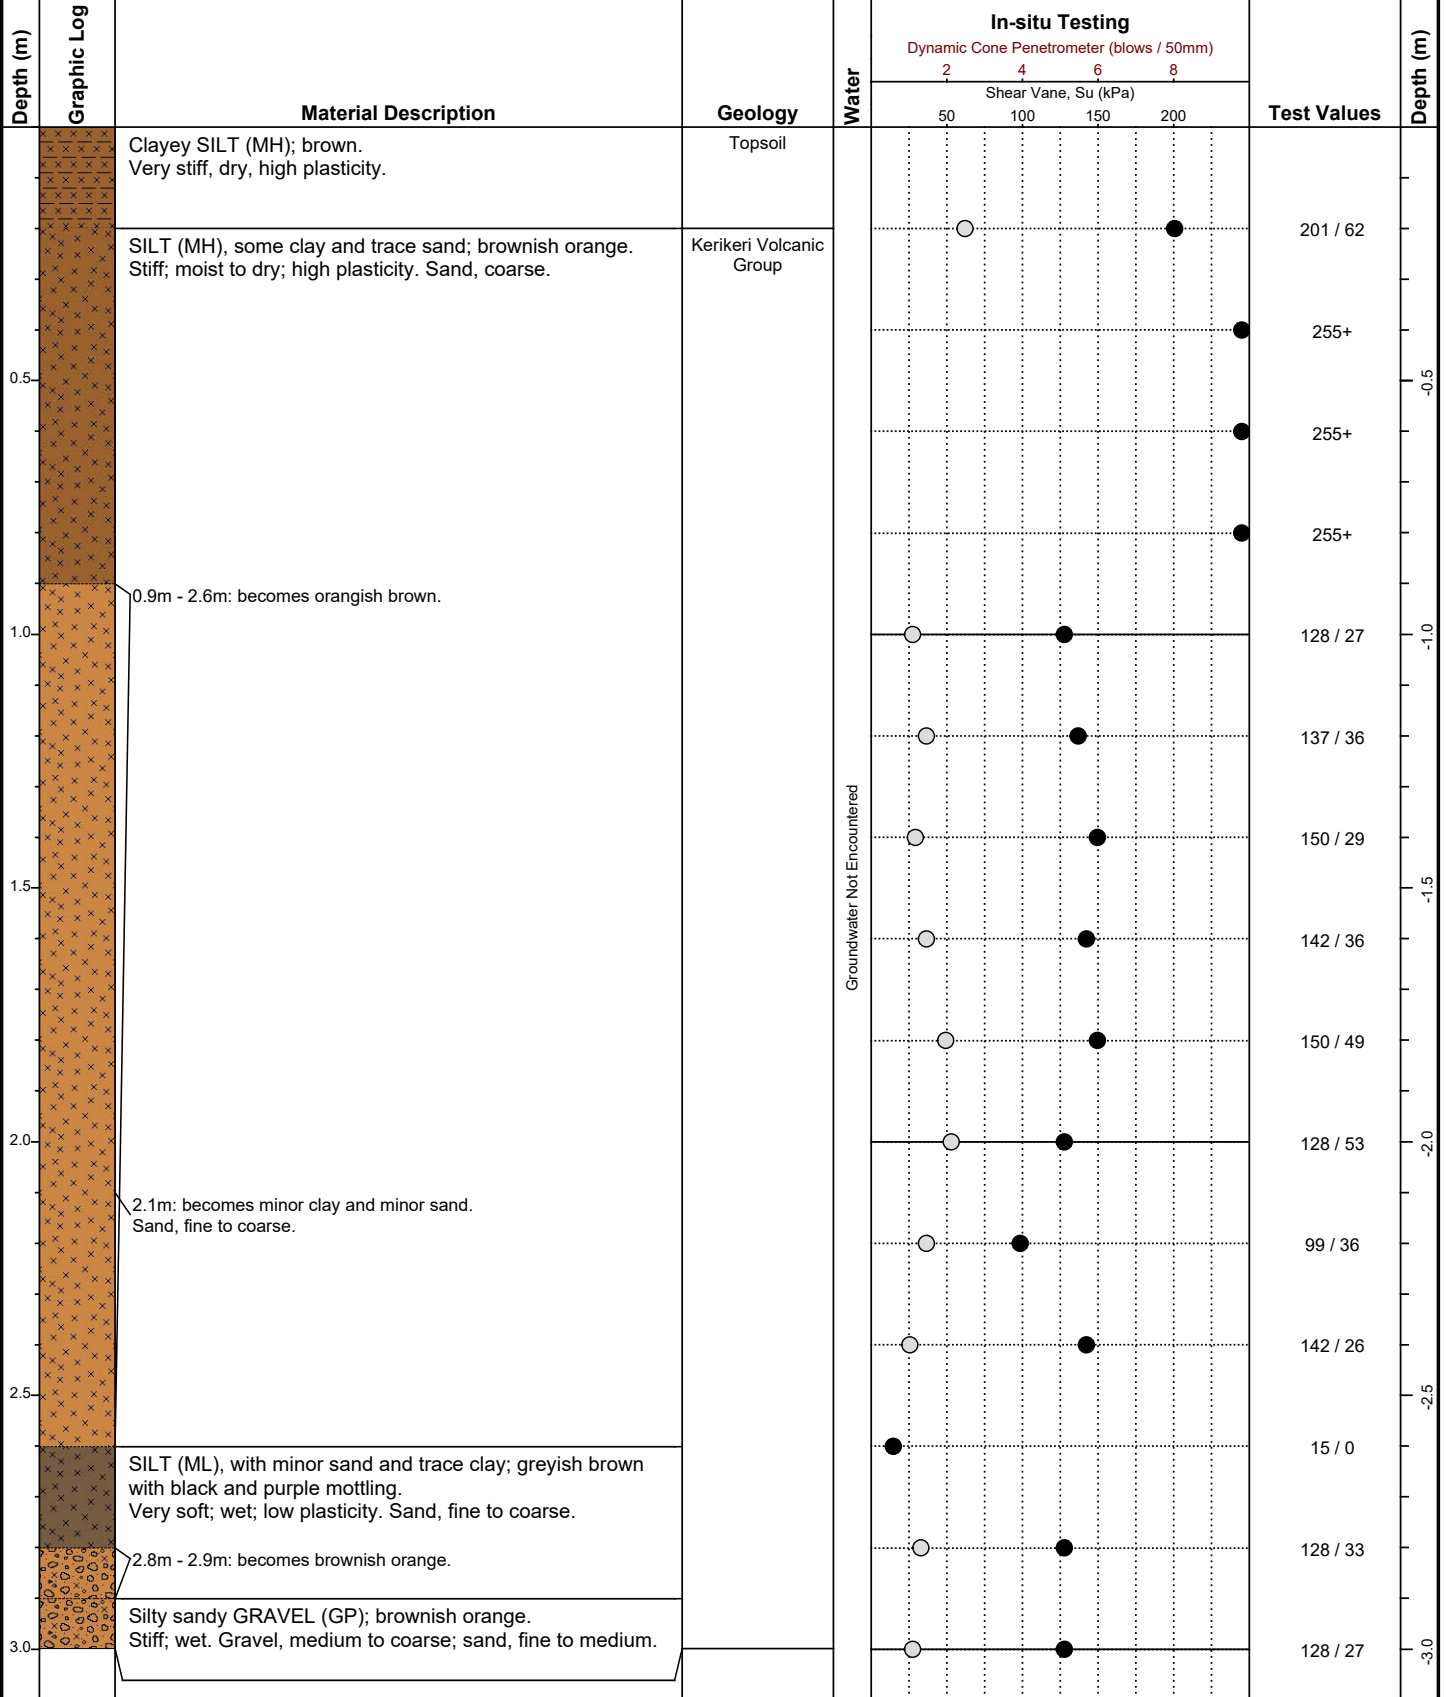 Depth (m)
Graphic Log
Material Description
Geology
Water
In-situ Testing
Dynamic Cone Penetrometer (blows / 50mm)
2 4 6 8
Shear Vane, Su (kPa)
50 100 150 200
Test Values
Depth (m)
Clayey SILT (MH); brown.
Very stiff, dry, high plasticity.
Topsoil
201 / 62
SILT (MH), some clay and trace sand; brownish orange.
Stiff; moist to dry; high plasticity. Sand, coarse.
Kerikeri Volcanic
Group
255+
0.5
-0.5
255+
255+
0.9m - 2.6m: becomes orangish brown.
1.0
128 / 27
-1.0
137 / 36
Groundwater Not Encountered
150 / 29
1.5
-1.5
142 / 36
150 / 49
2.0
128 / 53
-2.0
2.1m: becomes minor clay and minor sand.
Sand, fine to coarse.
99 / 36
142 / 26
2.5
-2.5
15 / 0
SILT (ML), with minor sand and trace clay; greyish brown
with black and purple mottling.
Very soft; wet; low plasticity. Sand, fine to coarse.
2.8m - 2.9m: becomes brownish orange.
128 / 33
Silty sandy GRAVEL (GP); brownish orange.
Stiff; wet. Gravel, medium to coarse; sand, fine to medium.
3.0
128 / 27
-3.0